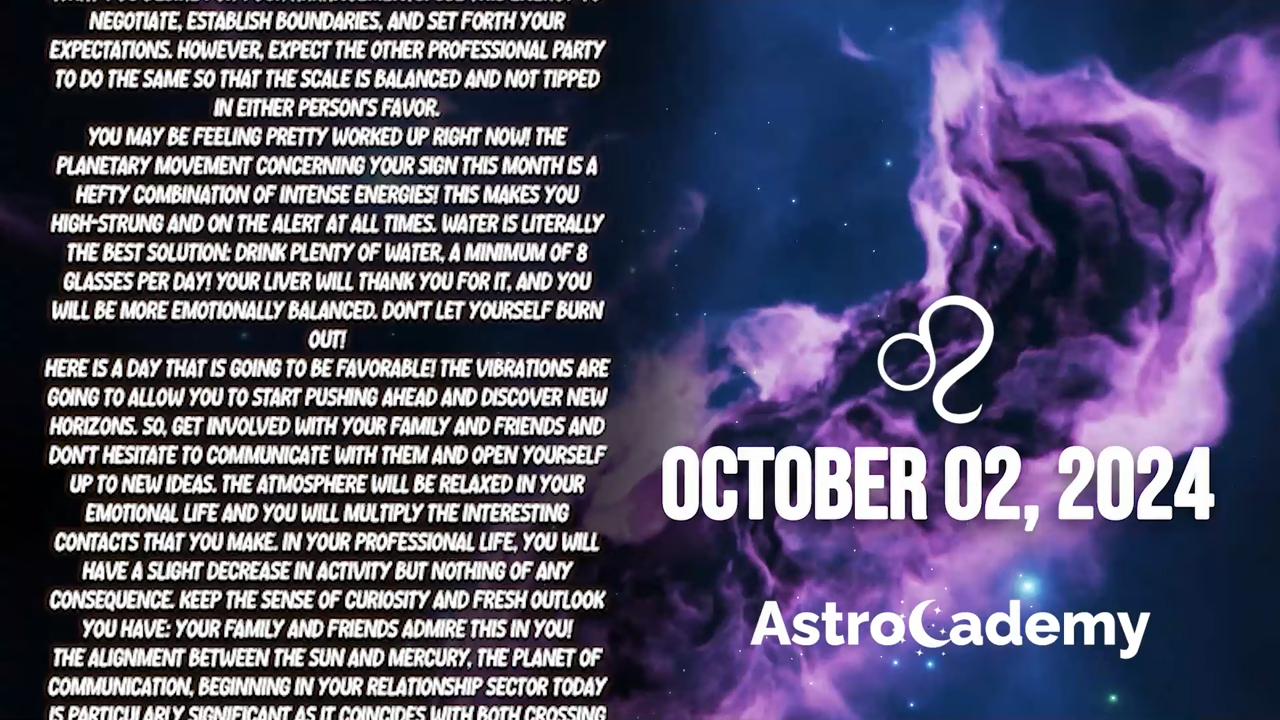 NEGOTIATE, ESTABLISH BOUNDARIES, AND SET FORTH YOUR
EXPECTATIONS. HOWEVER, EXPECT THE OTHER PROFESSIONAL PARTY
TO DO THE SAME SO THAT THE SCALE IS BALANCED AND NOT TIPPED
IN EITHER PERSON'S FAVOR.
YOU MAY BE FEELING PRETTY WORKED UP RIGHT NOW! THE
PLANETARY MOVEMENT CONCERNING YOUR SIGN THIS MONTH IS A
HEFTY COMBINATION OF INTENSE ENERGIES! THIS MAKES YOU
HIGH-STRUNG AND ON THE ALERT AT ALL TIMES. WATER IS LITERALLY
THE BEST SOLUTION: DRINK PLENTY OF WATER, A MINIMUM OF 8
GLASSES PER DAY! YOUR LIVER WILL THANK YOU FOR IT, AND YOU
WILL BE MORE EMOTIONALLY BALANCED. DON'T LET YOURSELF BURN
OUT!
HERE IS A DAY THAT IS GOING TO BE FAVORABLE! THE VIBRATIONS ARE
GOING TO ALLOW YOU TO START PUSHING AHEAD AND DISCOVER NEW
HORIZONS. SO, GET INVOLVED WITH YOUR FAMILY AND FRIENDS AND
DON'T HESITATE TO COMMUNICATE WITH THEM AND OPEN YOURSELF
UP TO NEW IDEAS. THE ATMOSPHERE WILL BE RELAXED IN YOUR
EMOTIONAL LIFE AND YOU WILL MULTIPLY THE INTERESTING
CONTACTS THAT YOU MAKE. IN YOUR PROFESSIONAL LIFE, YOU WILL
HAVE A SLIGHT DECREASE IN ACTIVITY BUT NOTHING OF ANY
CONSEQUENCE. KEEP THE SENSE OF CURIOSITY AND FRESH OUTLOOK
YOU HAVE: YOUR FAMILY AND FRIENDS ADMIRE THIS IN YOU!
THE ALIGNMENT BETWEEN THE SUN AND MERCURY, THE PLANET OF
COMMUNICATION, BEGINNING IN YOUR RELATIONSHIP SECTOR TODAY
IS PARTICULARLY SIGNIFICANT AS IT COINCIDES WITH BOTH CROSSING
OCTOBER 02, 2024
AstroCademy